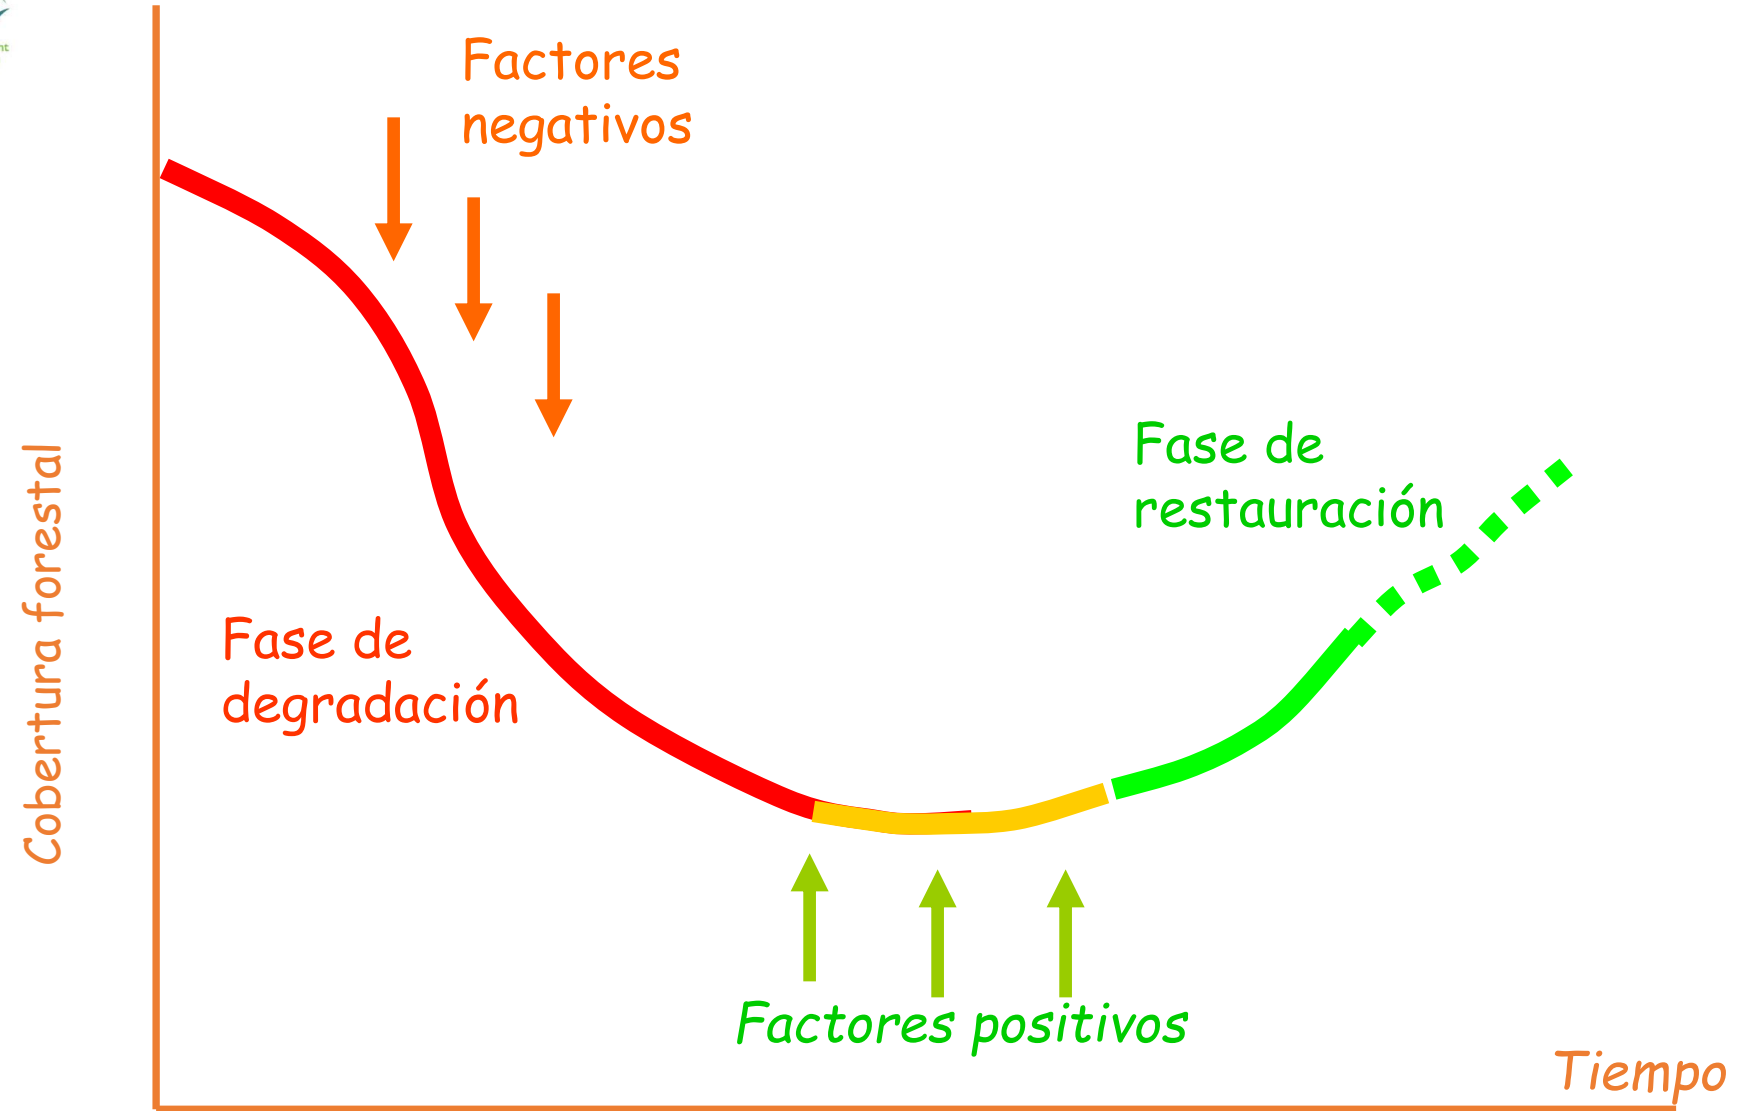 Factores
negativos
Fase de
restauración
Cobertura forestal
Fase de
degradación
Factores positivos
Tiempo